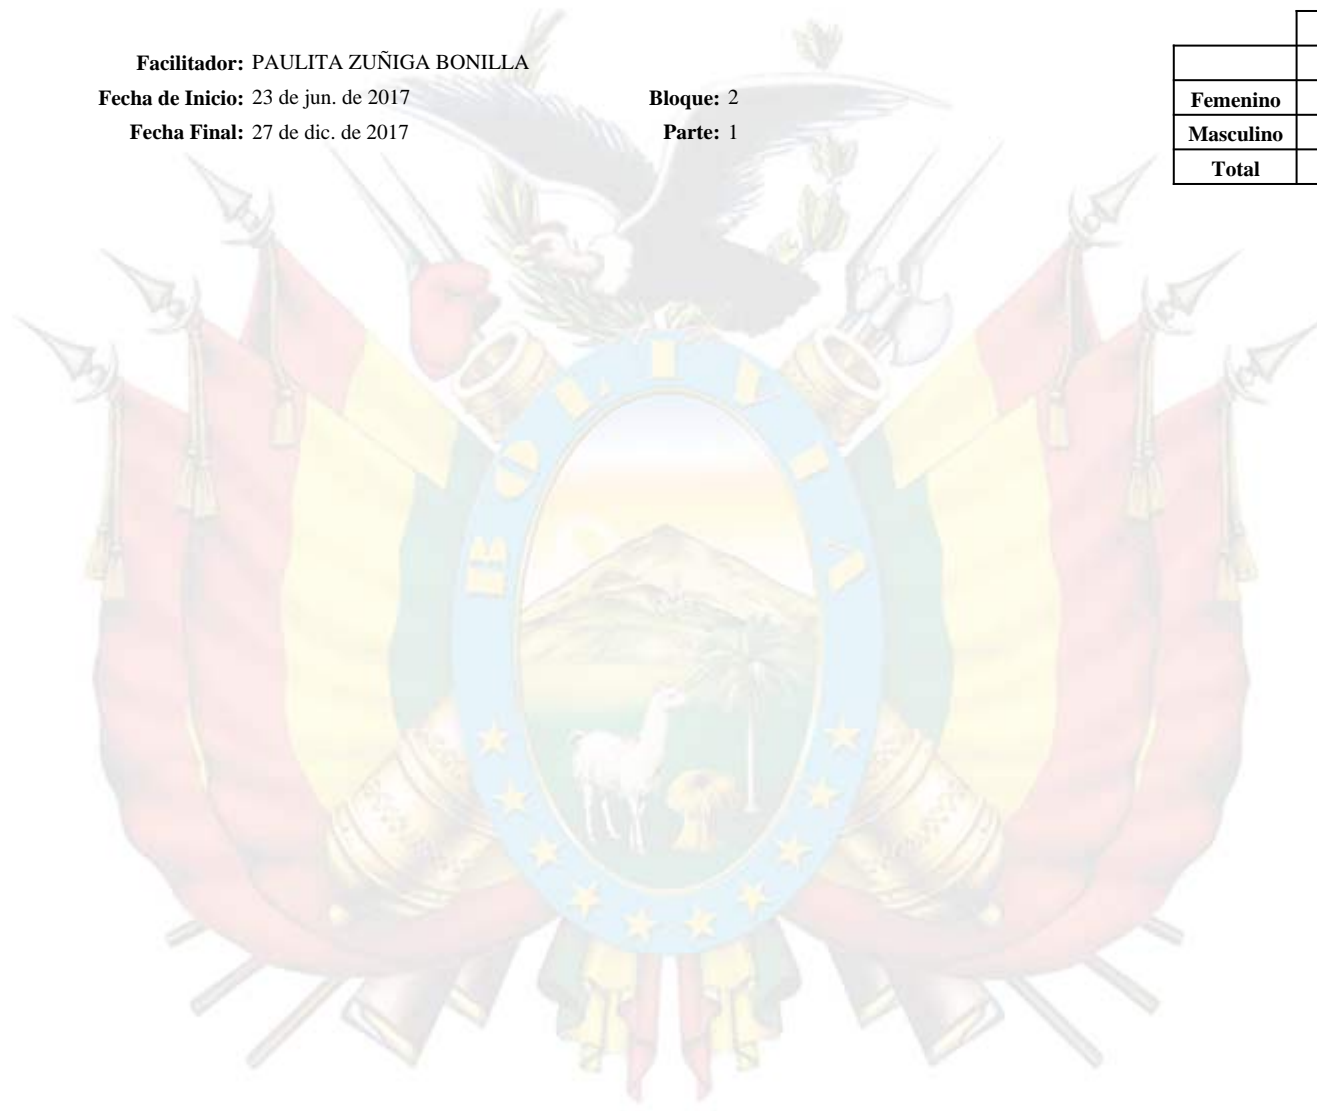 Facilitador: PAULITA ZUÑIGA BONILLA
Fecha de Inicio: 23 de jun. de 2017 Bloque: 2
Fecha Final: 27 de dic. de 2017 Parte: 1
Femenino
Masculino
Total
BOLIVIA